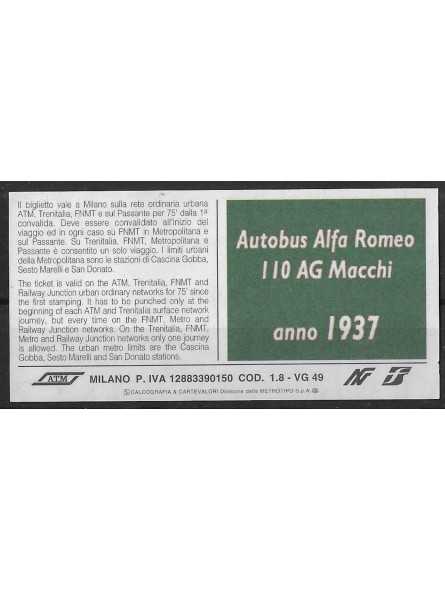 Il biglietto vale a Milano sulla rete ordinaria urbana
ATM, Trenitalia, FNMT e sul Passante per 75' dalla 1ª
convalida. Deve essere convalidato all'inizio del
viaggio ed in ogni caso su FNMT in Metropolitana e
sul Passante. Su Trenitalia, FNMT, Metropolitana e
Passante è consentito un solo viaggio. I limiti urbani
della Metropolitana sono le stazioni di Cascina Gobba,
Sesto Marelli e San Donato.
The ticket is valid on the ATM, Trenitalia, FNMT and
Railway Junction urban ordinary networks for 75' since
the first stamping. It has to be punched only at the
beginning of each ATM and Trenitalia surface network
journey, but every time on the FNMT, Metro and
Railway Junction networks. On the Trenitalia, FNMT,
Metro and Railway Junction networks only one journey
is allowed. The urban metro limits are the Cascina
Gobba, Sesto Marelli and San Donato stations.
Autobus Alfa Romeo
110 AG Macchi
anno 1937
ATM MILANO P. IVA 12883390150 COD. 1.8 - VG 49
CALCOGRAFIA & CARTEVALORI Divisione della METROTIPO S.p.A.